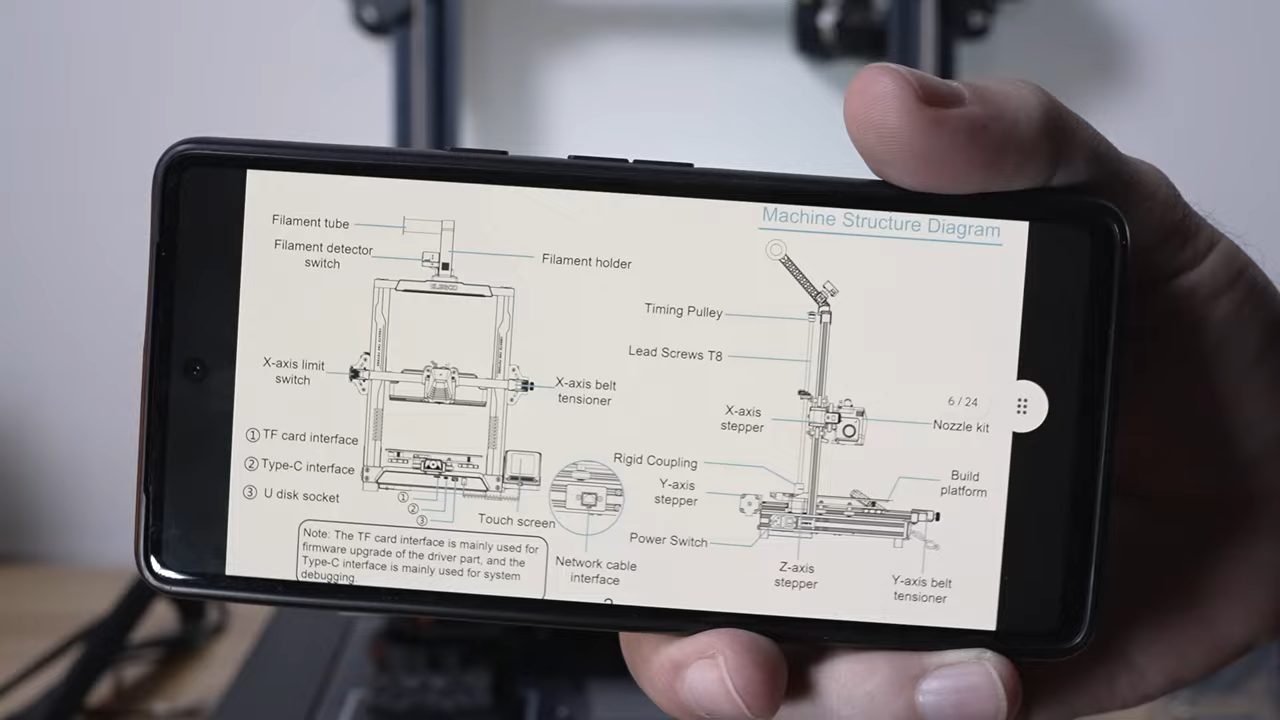 Machine Structure Diagram
Filament tube
Filament detector
switch
Filament holder
ELEGOO
X-axis limit
switch
X-axis belt
tensioner
① TF card interface
② Type-C interface
③ U disk socket
①
②
③
Touch screen
Network cable
interface
Note: The TF card interface is mainly used for
firmware upgrade of the driver part, and the
Type-C interface is mainly used for system
debugging.
Timing Pulley
Lead Screws T8
X-axis
stepper
6 / 24
Nozzle kit
Rigid Coupling
Y-axis
stepper
Build
platform
Power Switch
Z-axis
stepper
Y-axis belt
tensioner